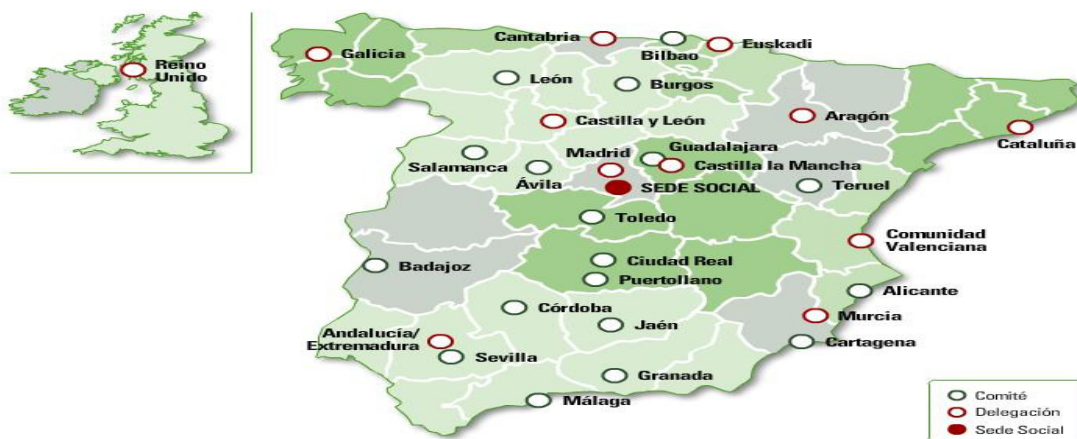 Reino
Unido
Galicia
Cantabria
Bilbao
Euskadi
León
Burgos
Castilla y León
Aragón
Cataluña
Salamanca
Ávila
Madrid
Guadalajara
Castilla la Mancha
SEDE SOCIAL
Teruel
Toledo
Comunidad
Valenciana
Badajoz
Ciudad Real
Puertollano
Alicante
Córdoba
Jaén
Murcia
Andalucía/
Extremadura
Sevilla
Cartagena
Granada
Málaga
Comité
Delegación
Sede Social